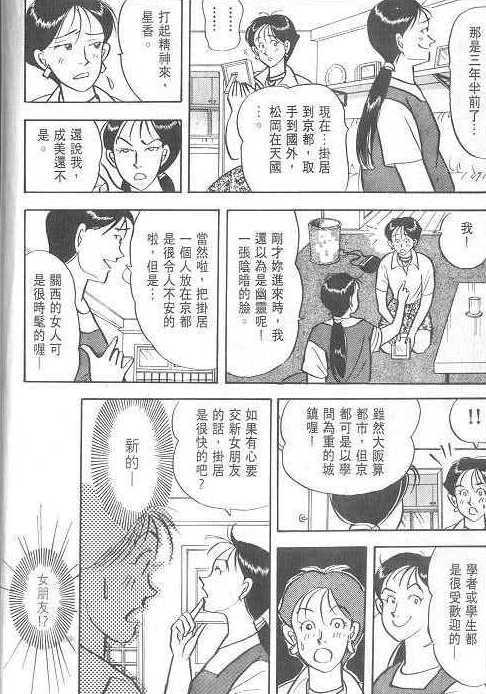 那是三年半前了…
現在…掛居
到京都，取
手到國外，
松岡在天國
…。
……。
打起精神來，
星香。
還說我，
成美還不
是。
我！
剛才妳進來時，我
還以為是幽靈呢！
一張陰暗的臉。
當然啦，把掛居
一個人放在京都
是很令人不安的
啦，但是…
關西的女人可
是很時髦的喔—
!!
學者或學生都
是很受歡迎的—
雖然大阪算
都市，但京
都可是以學
問為重的城
鎮喔！
如果有心要
交新女朋友
的話，掛居
是很快的吧？
新的—
女朋友!?